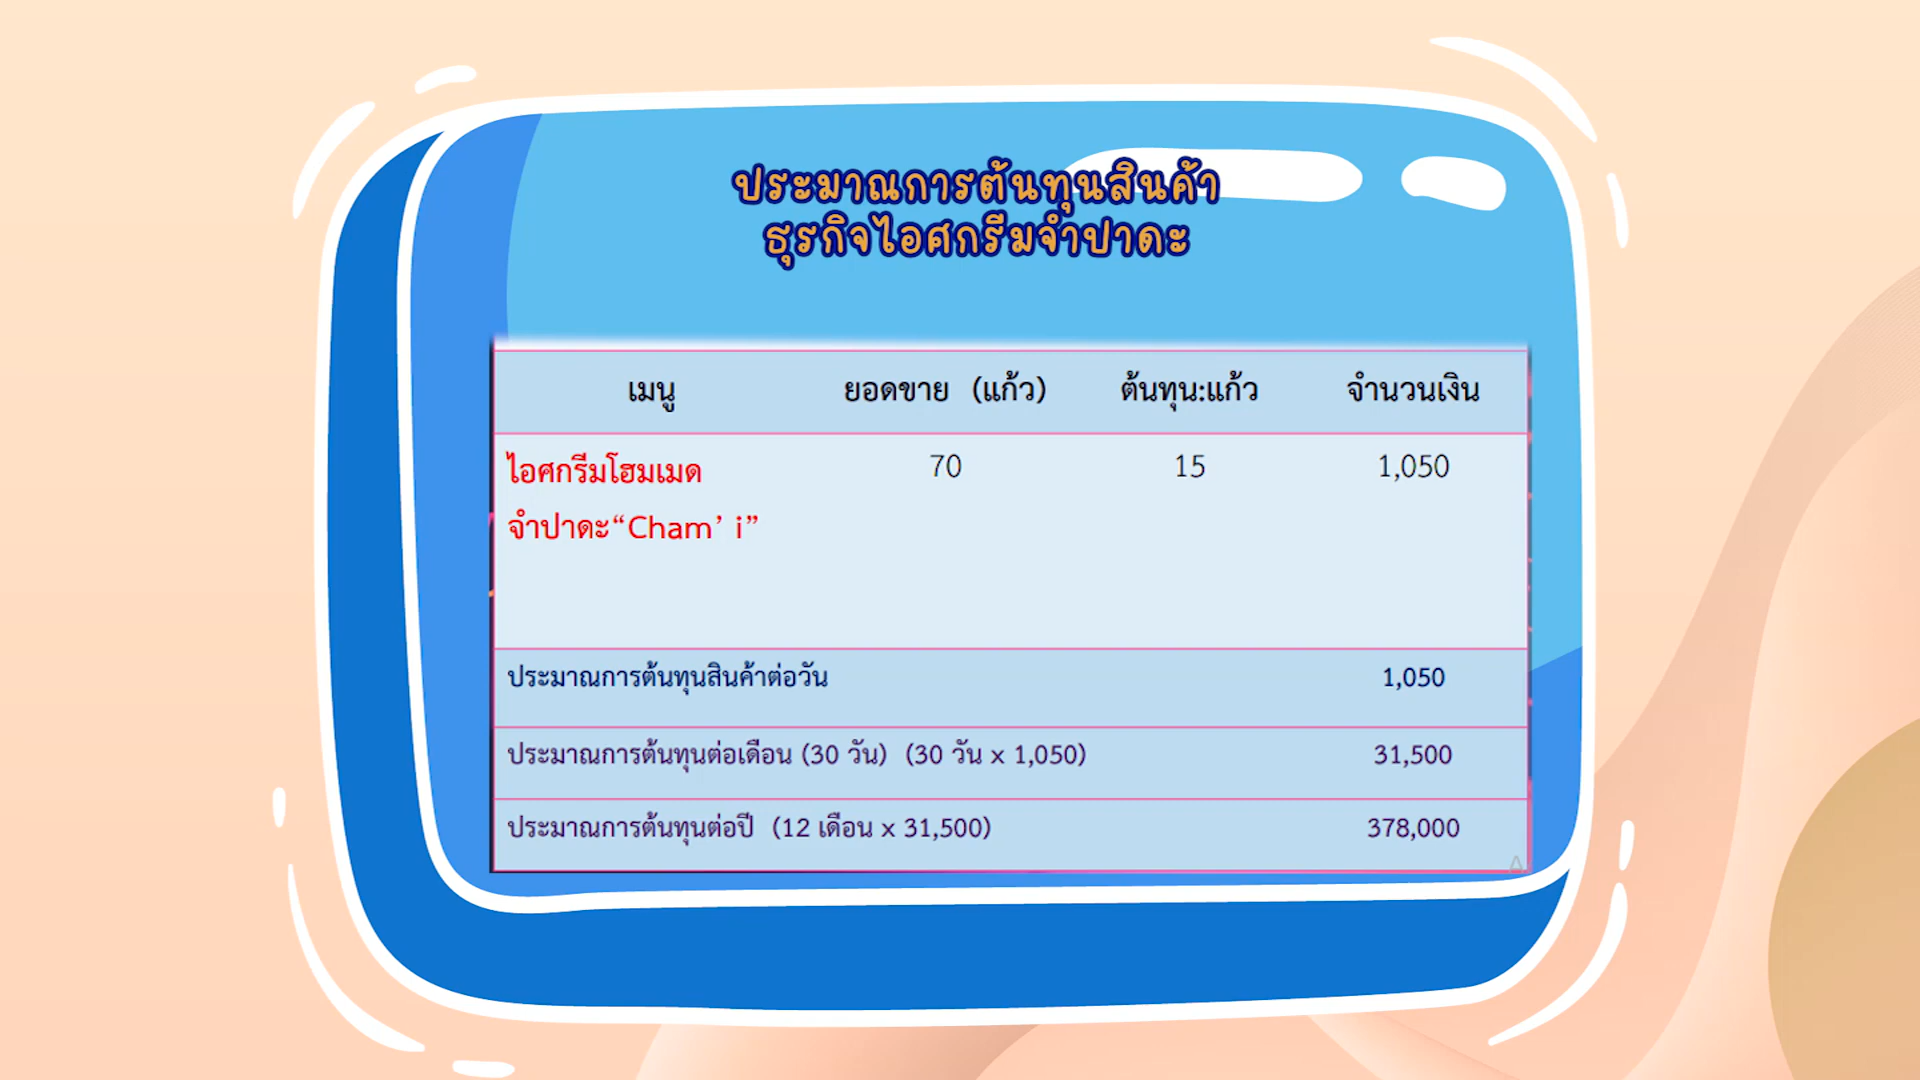 ประมาณการต้นทุนสินค้า
ธุรกิจไอศกรีมจำปาดะ
เมนู ยอดขาย (แก้ว) ต้นทุน:แก้ว จำนวนเงิน
ไอศกรีมโฮมเมด 70 15 1,050
จำปาดะ“Cham’ i”
ประมาณการต้นทุนสินค้าต่อวัน 1,050
ประมาณการต้นทุนต่อเดือน (30 วัน) (30 วัน x 1,050) 31,500
ประมาณการต้นทุนต่อปี (12 เดือน x 31,500) 378,000